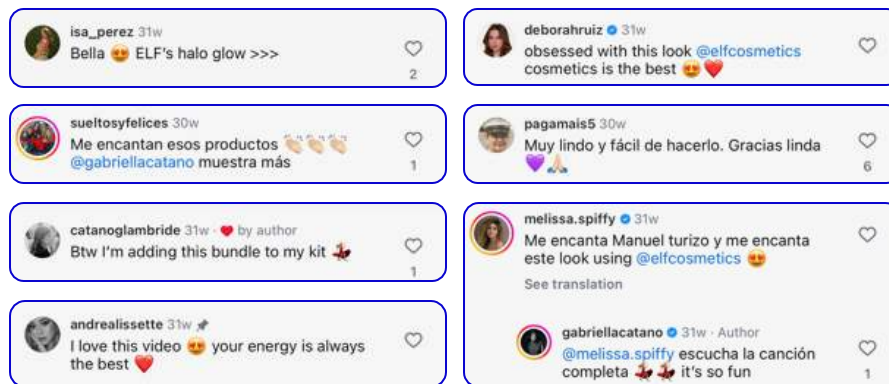 isa_perez 31w
Bella 😍 ELF's halo glow >>>
2
sueltosyfelices 30w
Me encantan esos productos 👏🏻👏🏻👏🏻
@gabriellacatano muestra más
1
catanoglambride 31w · ❤️ by author
Btw I'm adding this bundle to my kit 💃
1
andrealissette 31w 📌
I love this video 😍 your energy is always
the best ❤️
deborahruiz 31w
obsessed with this look @elfcosmetics
cosmetics is the best 😍❤️
pagamais5 30w
Muy lindo y fácil de hacerlo. Gracias linda
💜🙏🏻
6
melissa.spiffy 31w
Me encanta Manuel turizo y me encanta
este look using @elfcosmetics 😍
See translation
gabriellacatano 31w · Author
@melissa.spiffy escucha la canción
completa 💃💃 it's so fun
1